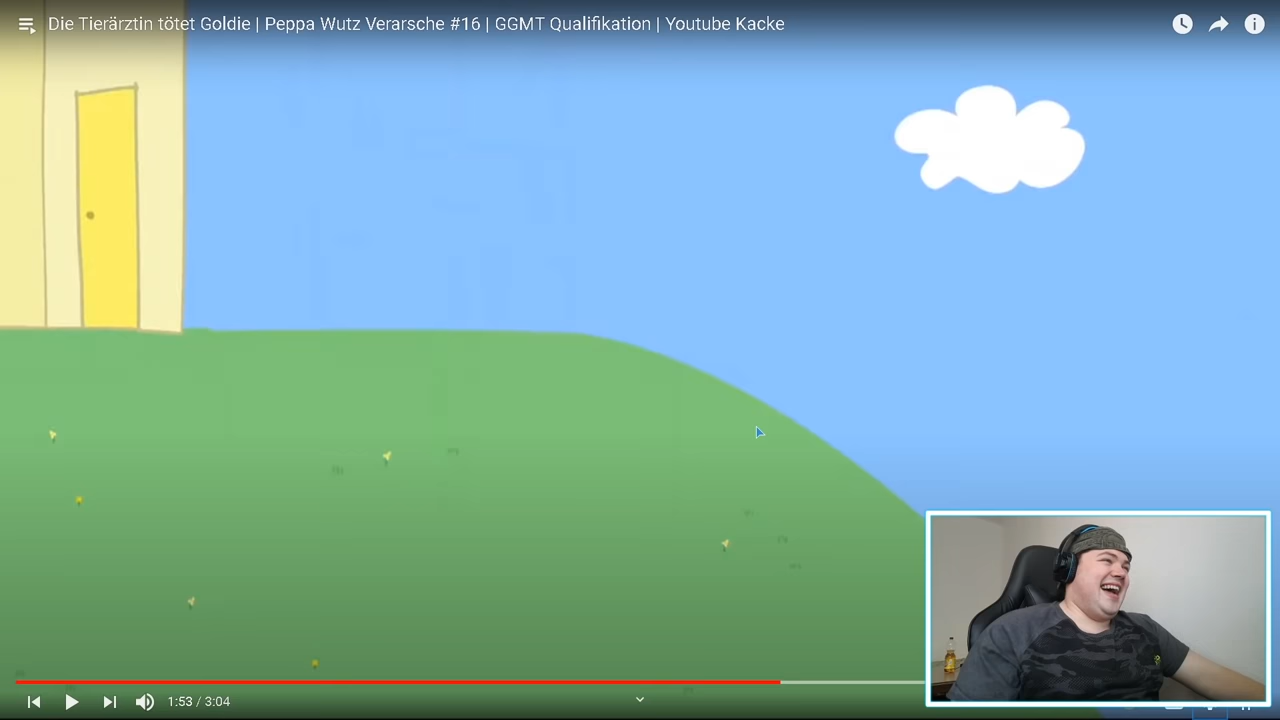 Die Tierärztin tötet Goldie | Peppa Wutz Verarsche #16 | GGMT Qualifikation | Youtube Kacke
1:53 / 3:04